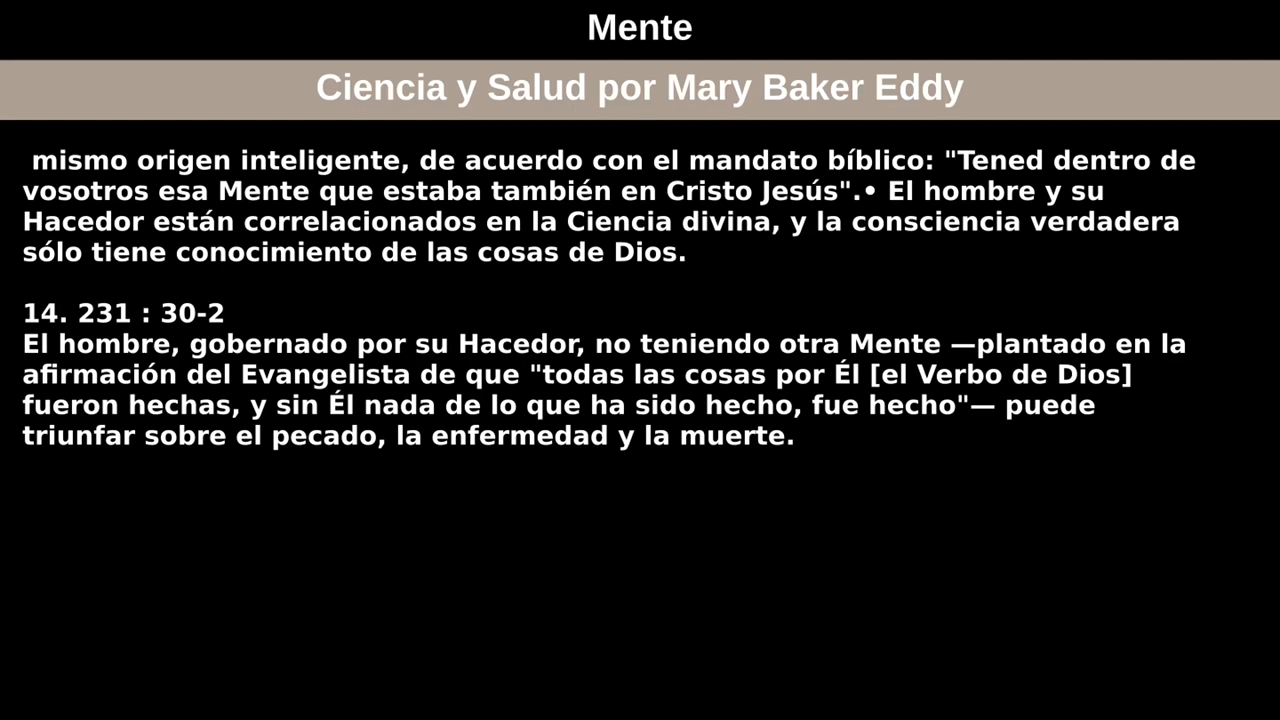 Mente
Ciencia y Salud por Mary Baker Eddy
mismo origen inteligente, de acuerdo con el mandato bíblico: "Tened dentro de
vosotros esa Mente que estaba también en Cristo Jesús".• El hombre y su
Hacedor están correlacionados en la Ciencia divina, y la consciencia verdadera
sólo tiene conocimiento de las cosas de Dios.
14. 231 : 30-2
El hombre, gobernado por su Hacedor, no teniendo otra Mente —plantado en la
afirmación del Evangelista de que "todas las cosas por Él [el Verbo de Dios]
fueron hechas, y sin Él nada de lo que ha sido hecho, fue hecho"— puede
triunfar sobre el pecado, la enfermedad y la muerte.